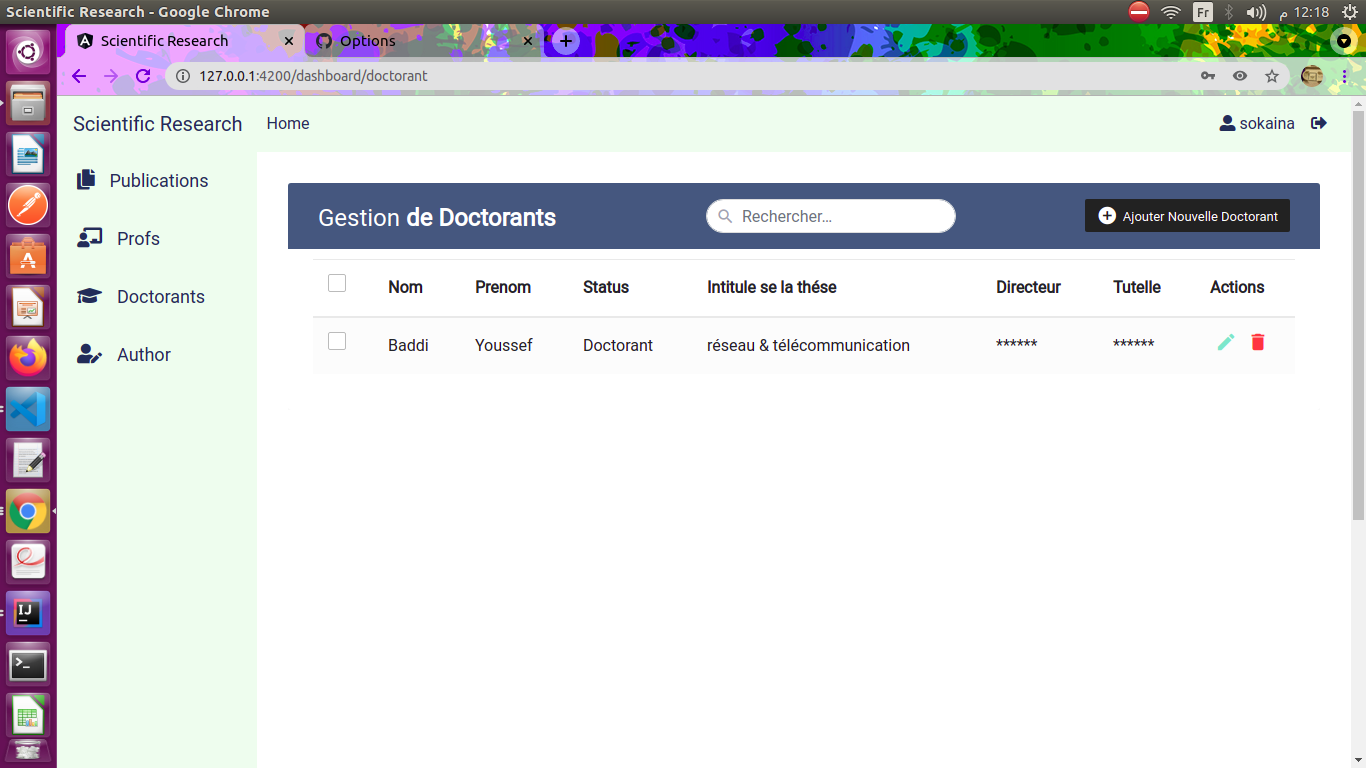 Scientific Research - Google Chrome
Fr
م 12:18
Scientific Research
Options
127.0.0.1:4200/dashboard/doctorant
Scientific Research
Home
sokaina
Publications
Profs
Doctorants
Author
Gestion de Doctorants
Rechercher...
Ajouter Nouvelle Doctorant
Nom Prenom Status Intitule se la thése Directeur Tutelle Actions
Baddi Youssef Doctorant réseau & télécommunication ****** ******
IJ